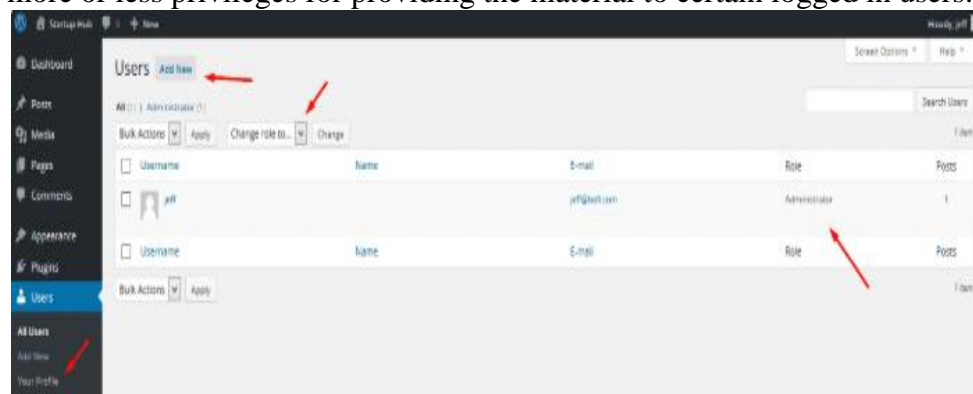 more or less privileges for providing the material to certain logged in users.
Startup Hub 0 + New Howdy, jeff
Dashboard
Posts
Media
Pages
Comments
Appearance
Plugins
Users
All Users
Add New
Your Profile
Screen Options Help
Users Add New
All (1) | Administrator (1)
Search Users
Bulk Actions Apply Change role to... Change
Username Name E-mail Role Posts
jeff Administrator 1
Username Name E-mail Role Posts
Bulk Actions Apply